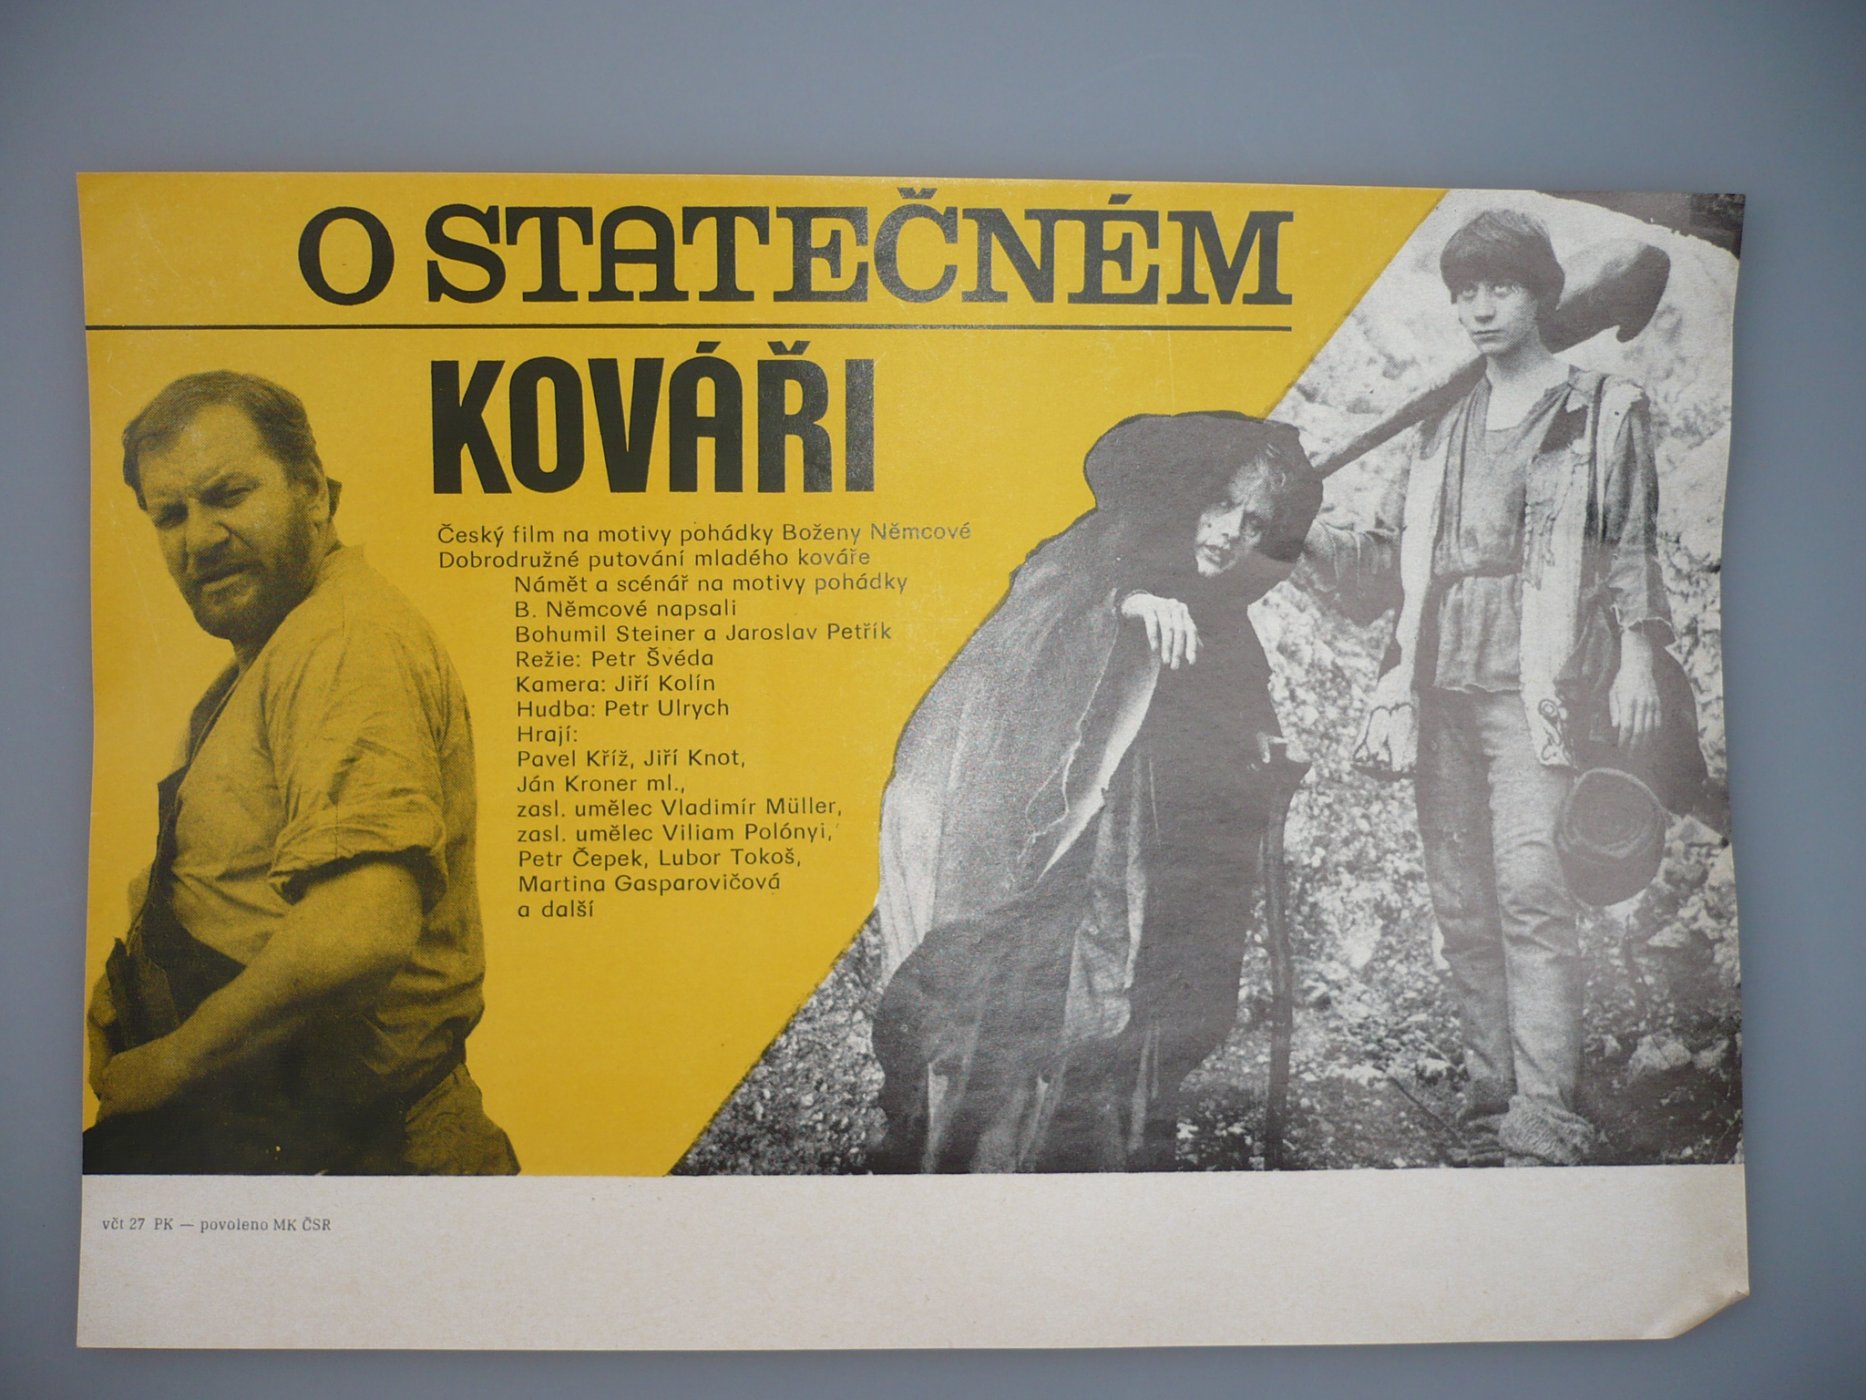 O STATEČNÉM
KOVÁŘI
Český film na motivy pohádky Boženy Němcové
Dobrodružné putování mladého kováře
Námět a scénář na motivy pohádky
B. Němcové napsali
Bohumil Steiner a Jaroslav Petřík
Režie: Petr Švéda
Kamera: Jiří Kolín
Hudba: Petr Ulrych
Hrají:
Pavel Kříž, Jiří Knot,
Ján Kroner ml.,
zasl. umělec Vladimír Müller,
zasl. umělec Viliam Polónyi,
Petr Čepek, Lubor Tokoš,
Martina Gasparovičová
a další
včt 27 PK — povoleno MK ČSR